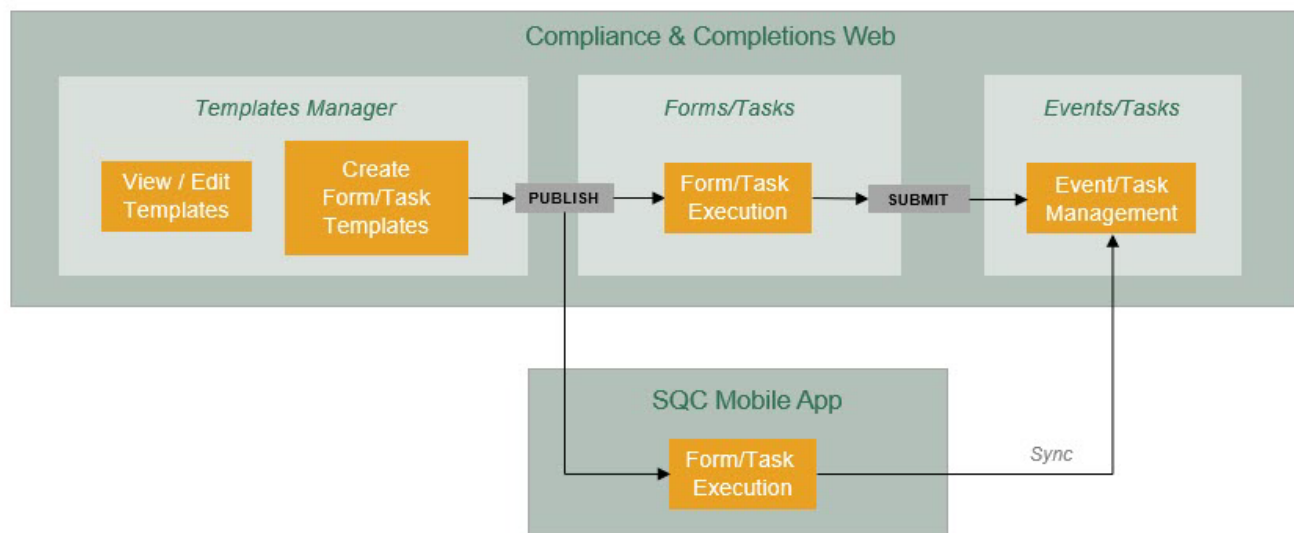 Compliance & Completions Web
Templates Manager
View / Edit
Templates
Create
Form/Task
Templates
PUBLISH
Forms/Tasks
Form/Task
Execution
SUBMIT
Events/Tasks
Event/Task
Management
SQC Mobile App
Form/Task
Execution
Sync